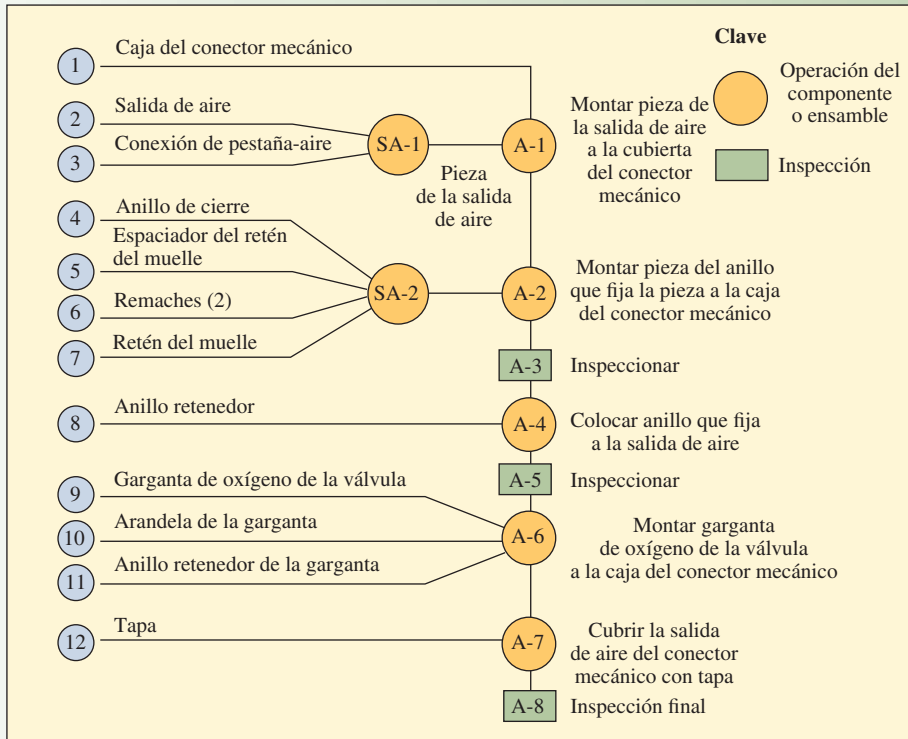 Clave
Operación del
componente
o ensamble
Inspección
1
Caja del conector mecánico
2
Salida de aire
3
Conexión de pestaña-aire
SA-1
Pieza
de la salida
de aire
A-1
Montar pieza de
la salida de aire
a la cubierta
del conector
mecánico
4
Anillo de cierre
5
Espaciador del retén
del muelle
6
Remaches (2)
7
Retén del muelle
SA-2
A-2
Montar pieza del anillo
que fija la pieza a la caja
del conector mecánico
A-3
Inspeccionar
8
Anillo retenedor
A-4
Colocar anillo que fija
a la salida de aire
A-5
Inspeccionar
9
Garganta de oxígeno de la válvula
10
Arandela de la garganta
11
Anillo retenedor de la garganta
A-6
Montar garganta
de oxígeno de la válvula
a la caja del conector mecánico
12
Tapa
A-7
Cubrir la salida
de aire del conector
mecánico con tapa
A-8
Inspección final